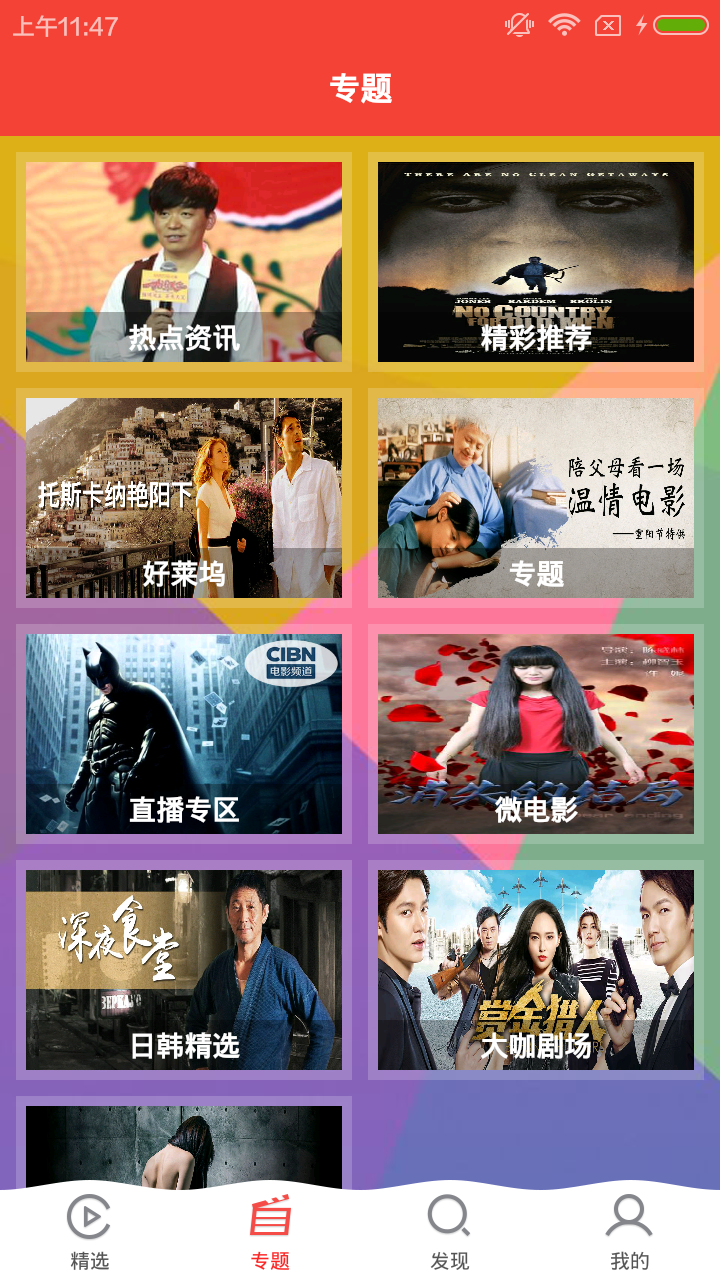 上午11:47
专题
热点资讯
THERE ARE NO CLEAN GETAWAYS
JONES BARDEM BROLIN
NO COUNTRY
精彩推荐
托斯卡纳艳阳下
好莱坞
陪父母看一场
温情电影
——重阳节特供
专题
CIBN
电影频道
直播专区
微电影
深夜食堂
日韩精选
赏金猎人
大咖剧场
精选
专题
发现
我的